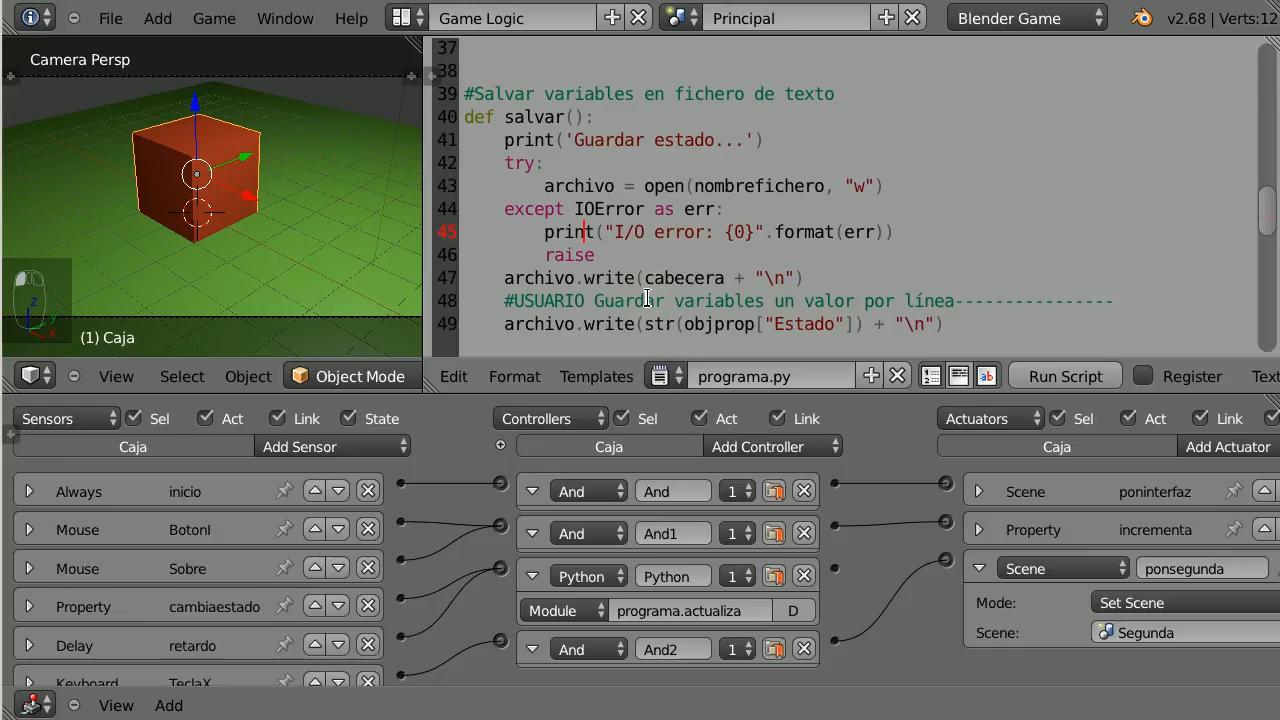 File Add Game Window Help Game Logic Principal Blender Game v2.68 | Verts:12
Camera Persp
z
(1) Caja
View Select Object Object Mode
37
38
39 #Salvar variables en fichero de texto
40 def salvar():
41 print('Guardar estado...')
42 try:
43 archivo = open(nombrefichero, "w")
44 except IOError as err:
45 print("I/O error: {0}".format(err))
46 raise
47 archivo.write(cabecera + "\n")
48 #USUARIO Guardar variables un valor por línea----------------
49 archivo.write(str(objprop["Estado"]) + "\n")
Edit Format Templates programa.py Run Script Register Text
Sensors Sel Act Link State
Caja Add Sensor
Always inicio
Mouse BotonI
Mouse Sobre
Property cambiaestado
Delay retardo
Keyboard TeclaX
Controllers Sel Act Link
Caja Add Controller
And And 1
And And1 1
Python Python 1
Module programa.actualiza D
And And2 1
Actuators Sel Act Link
Caja Add Actuator
Scene poninterfaz
Property incrementa
Scene ponsegunda
Mode: Set Scene
Scene: Segunda
View Add